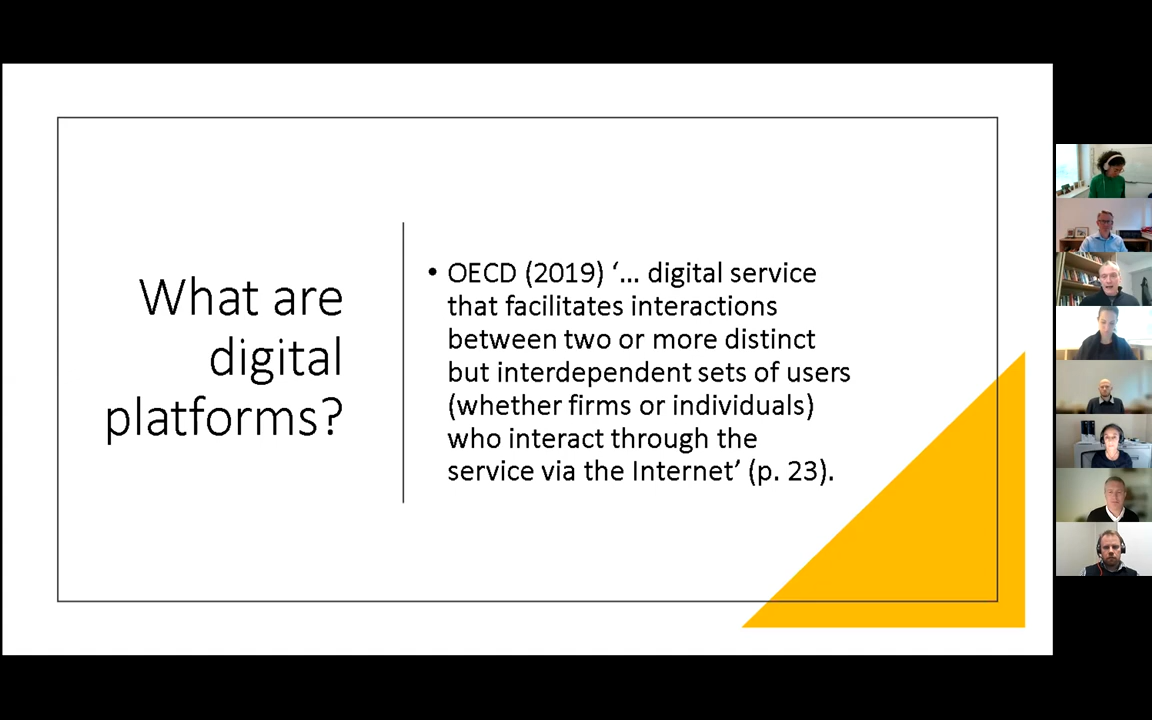 What are
digital
platforms?
• OECD (2019) ‘... digital service
that facilitates interactions
between two or more distinct
but interdependent sets of users
(whether firms or individuals)
who interact through the
service via the Internet’ (p. 23).